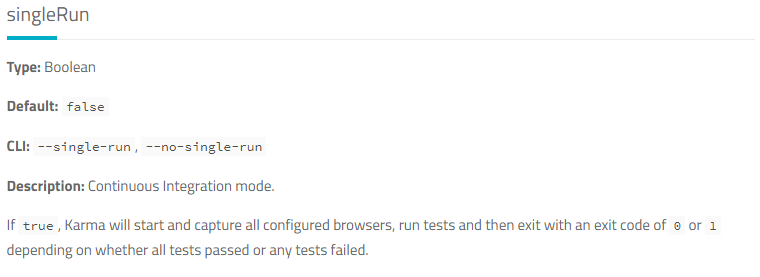 singleRun
Type: Boolean
Default: false
CLI: --single-run, --no-single-run
Description: Continuous Integration mode.
If true, Karma will start and capture all configured browsers, run tests and then exit with an exit code of 0 or 1
depending on whether all tests passed or any tests failed.